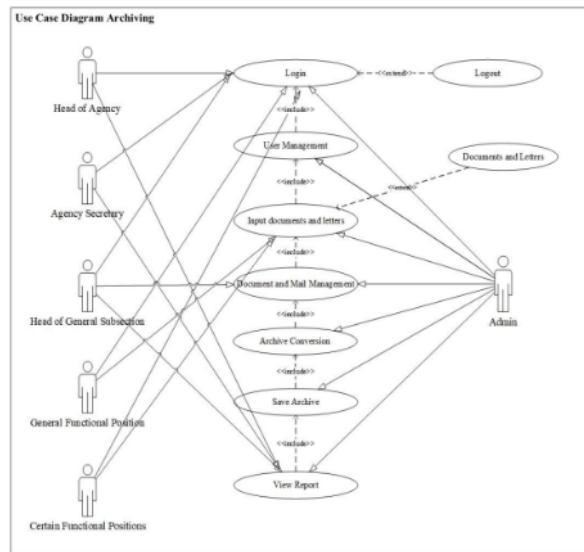 Use Case Diagram Archiving
Login
<<extend>>
Logout
Head of Agency
<<include>>
User Management
Documents and Letters
<<include>>
<<extend>>
Agency Secretary
Input documents and letters
<<include>>
Document and Mail Management
Head of General Subsection
<<include>>
Admin
Archive Conversion
<<include>>
Save Archive
General Functional Position
<<include>>
View Report
Certain Functional Positions